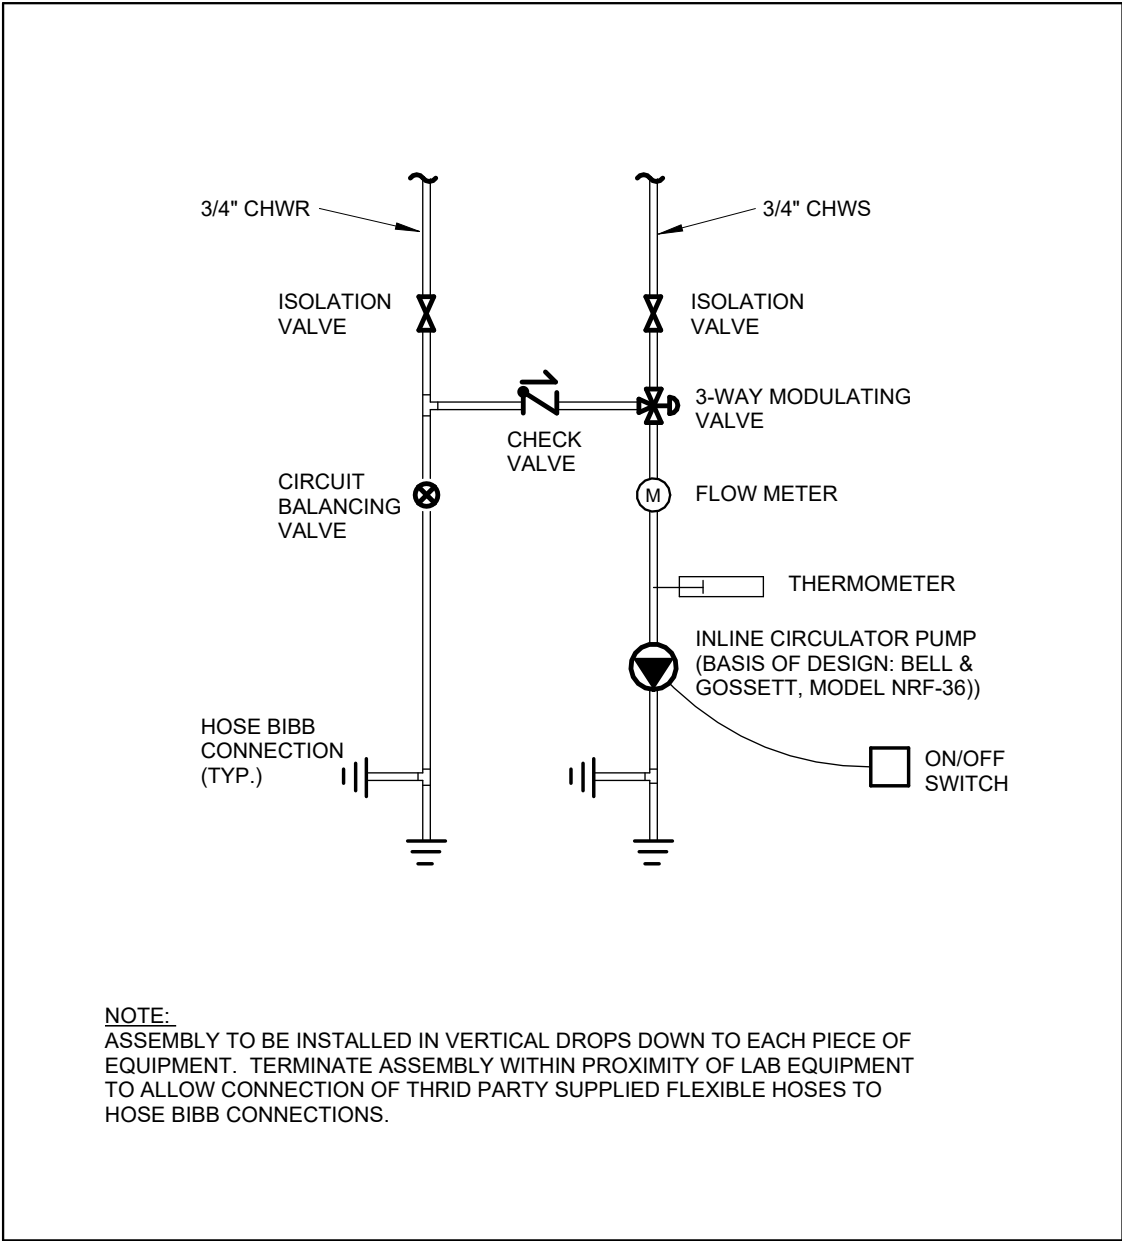 3/4" CHWR
3/4" CHWS
ISOLATION
VALVE
ISOLATION
VALVE
3-WAY MODULATING
VALVE
CHECK
VALVE
CIRCUIT
BALANCING
VALVE
M
FLOW METER
THERMOMETER
INLINE CIRCULATOR PUMP
(BASIS OF DESIGN: BELL &
GOSSETT, MODEL NRF-36))
HOSE BIBB
CONNECTION
(TYP.)
ON/OFF
SWITCH
NOTE:
ASSEMBLY TO BE INSTALLED IN VERTICAL DROPS DOWN TO EACH PIECE OF
EQUIPMENT. TERMINATE ASSEMBLY WITHIN PROXIMITY OF LAB EQUIPMENT
TO ALLOW CONNECTION OF THRID PARTY SUPPLIED FLEXIBLE HOSES TO
HOSE BIBB CONNECTIONS.